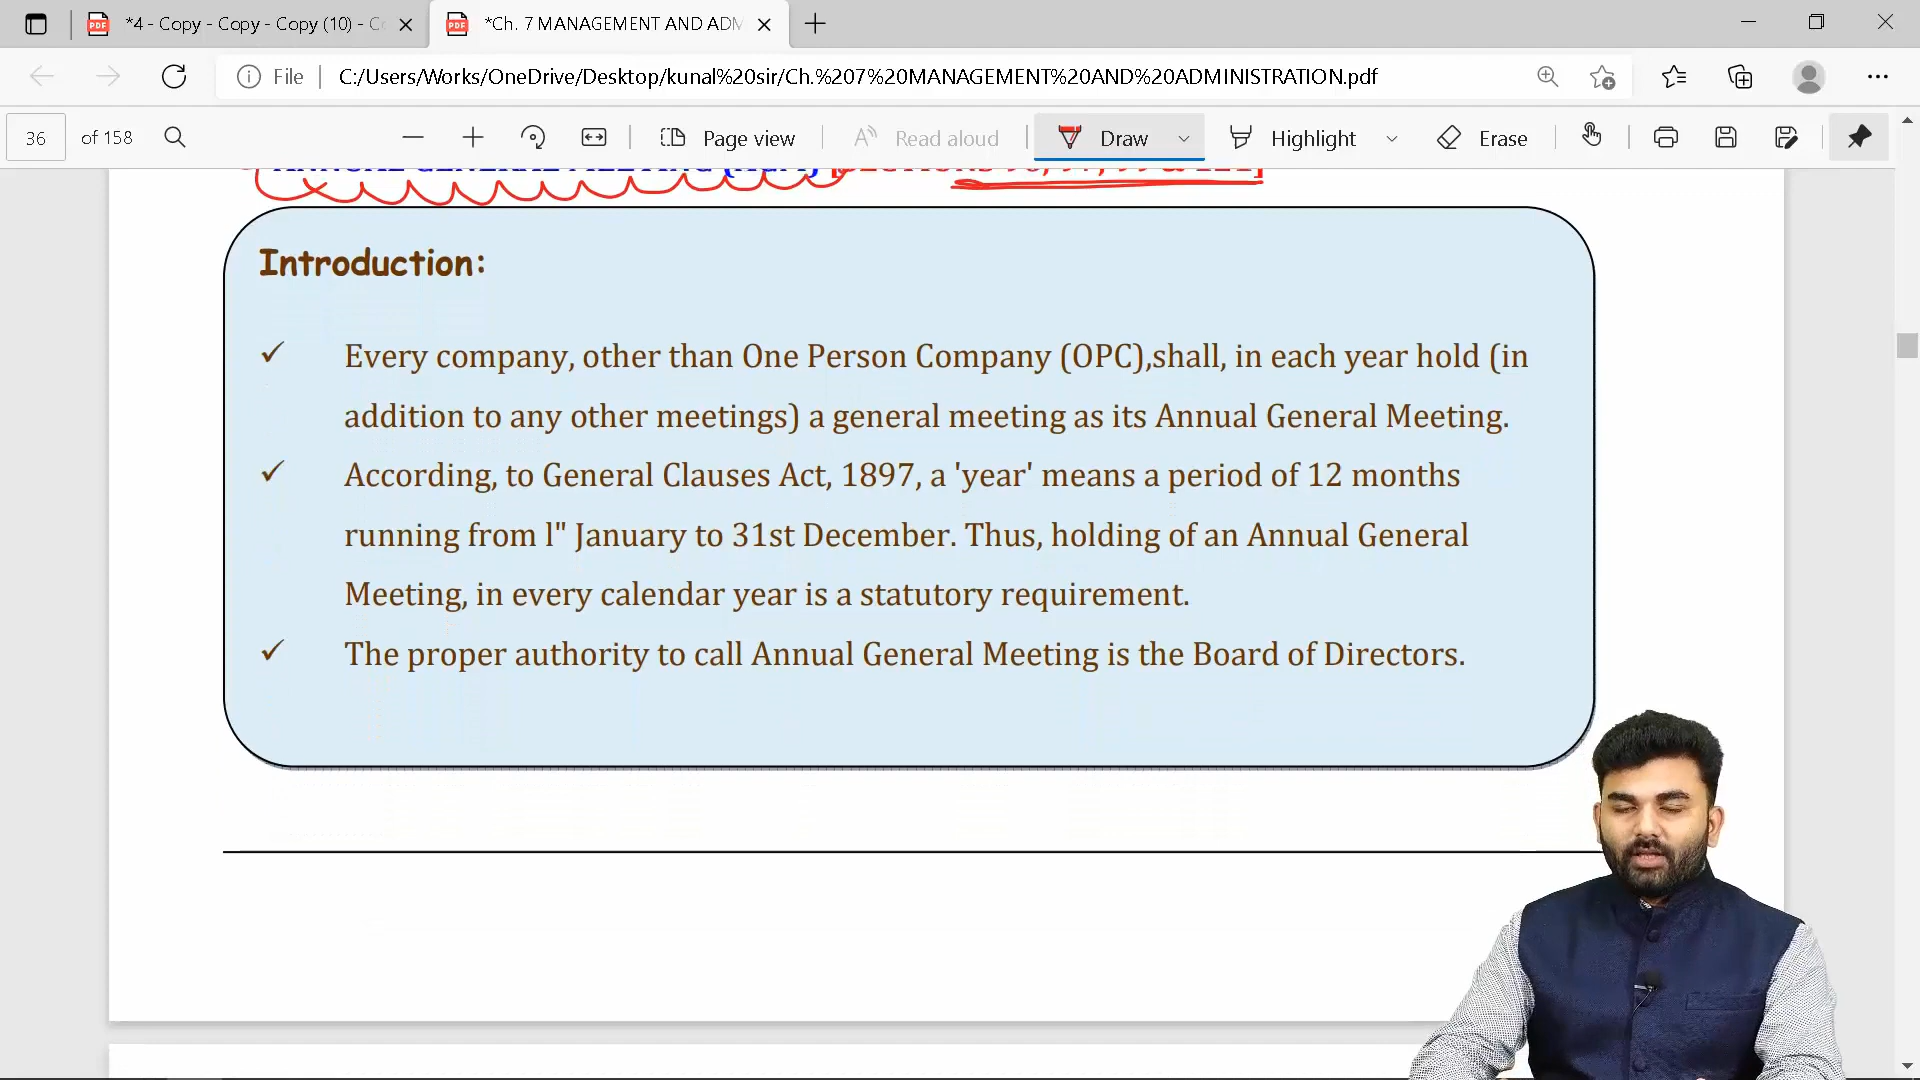 *4 - Copy - Copy - Copy (10) - C
*Ch. 7 MANAGEMENT AND ADM
File
C:/Users/Works/OneDrive/Desktop/kunal%20sir/Ch.%207%20MANAGEMENT%20AND%20ADMINISTRATION.pdf
36 of 158
Page view
Read aloud
Draw
Highlight
Erase
Introduction:
✓ Every company, other than One Person Company (OPC),shall, in each year hold (in
addition to any other meetings) a general meeting as its Annual General Meeting.
✓ According, to General Clauses Act, 1897, a 'year' means a period of 12 months
running from l" January to 31st December. Thus, holding of an Annual General
Meeting, in every calendar year is a statutory requirement.
✓ The proper authority to call Annual General Meeting is the Board of Directors.